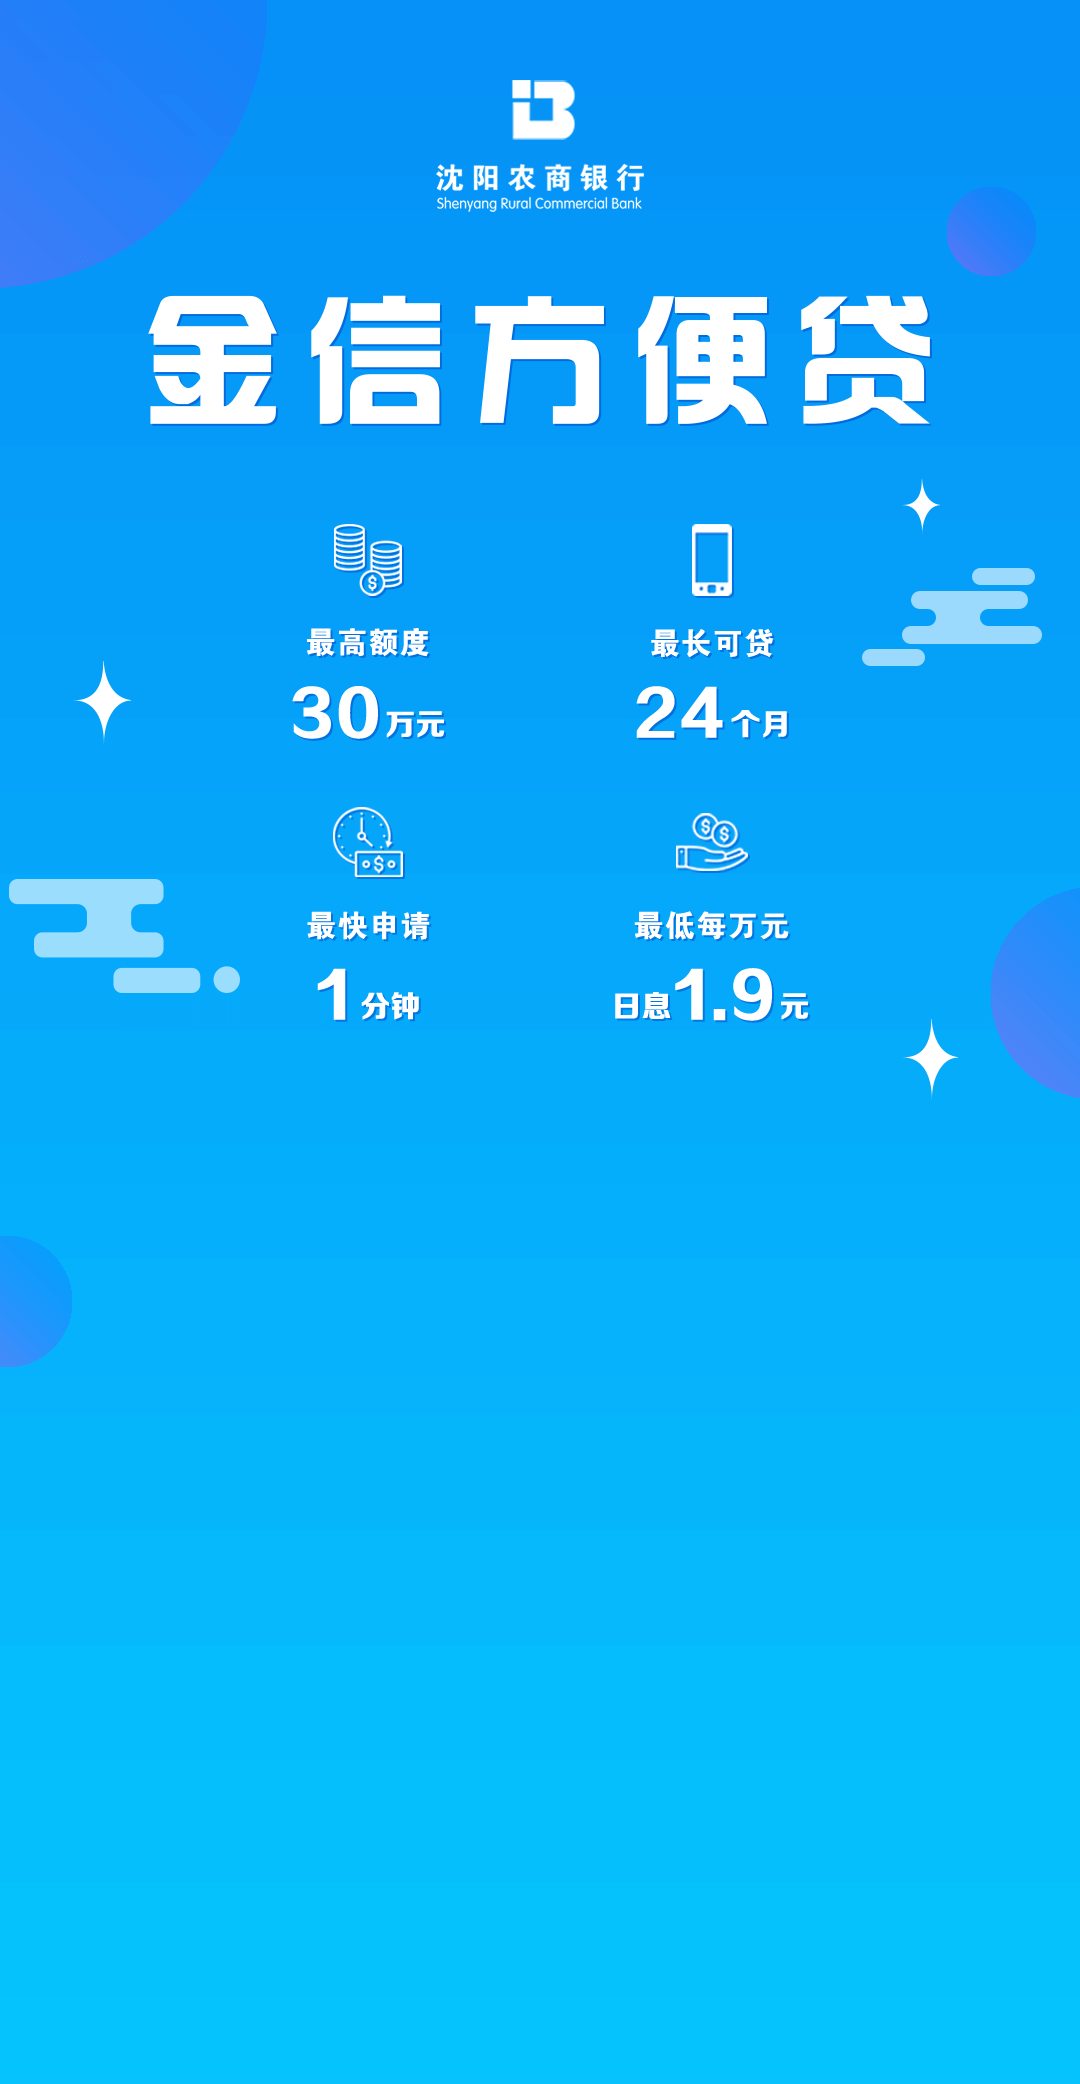 沈阳农商银行
Shenyang Rural Commercial Bank
金信方便贷
最高额度
30万元
最长可贷
24个月
最快申请
1分钟
最低每万元
日息1.9元